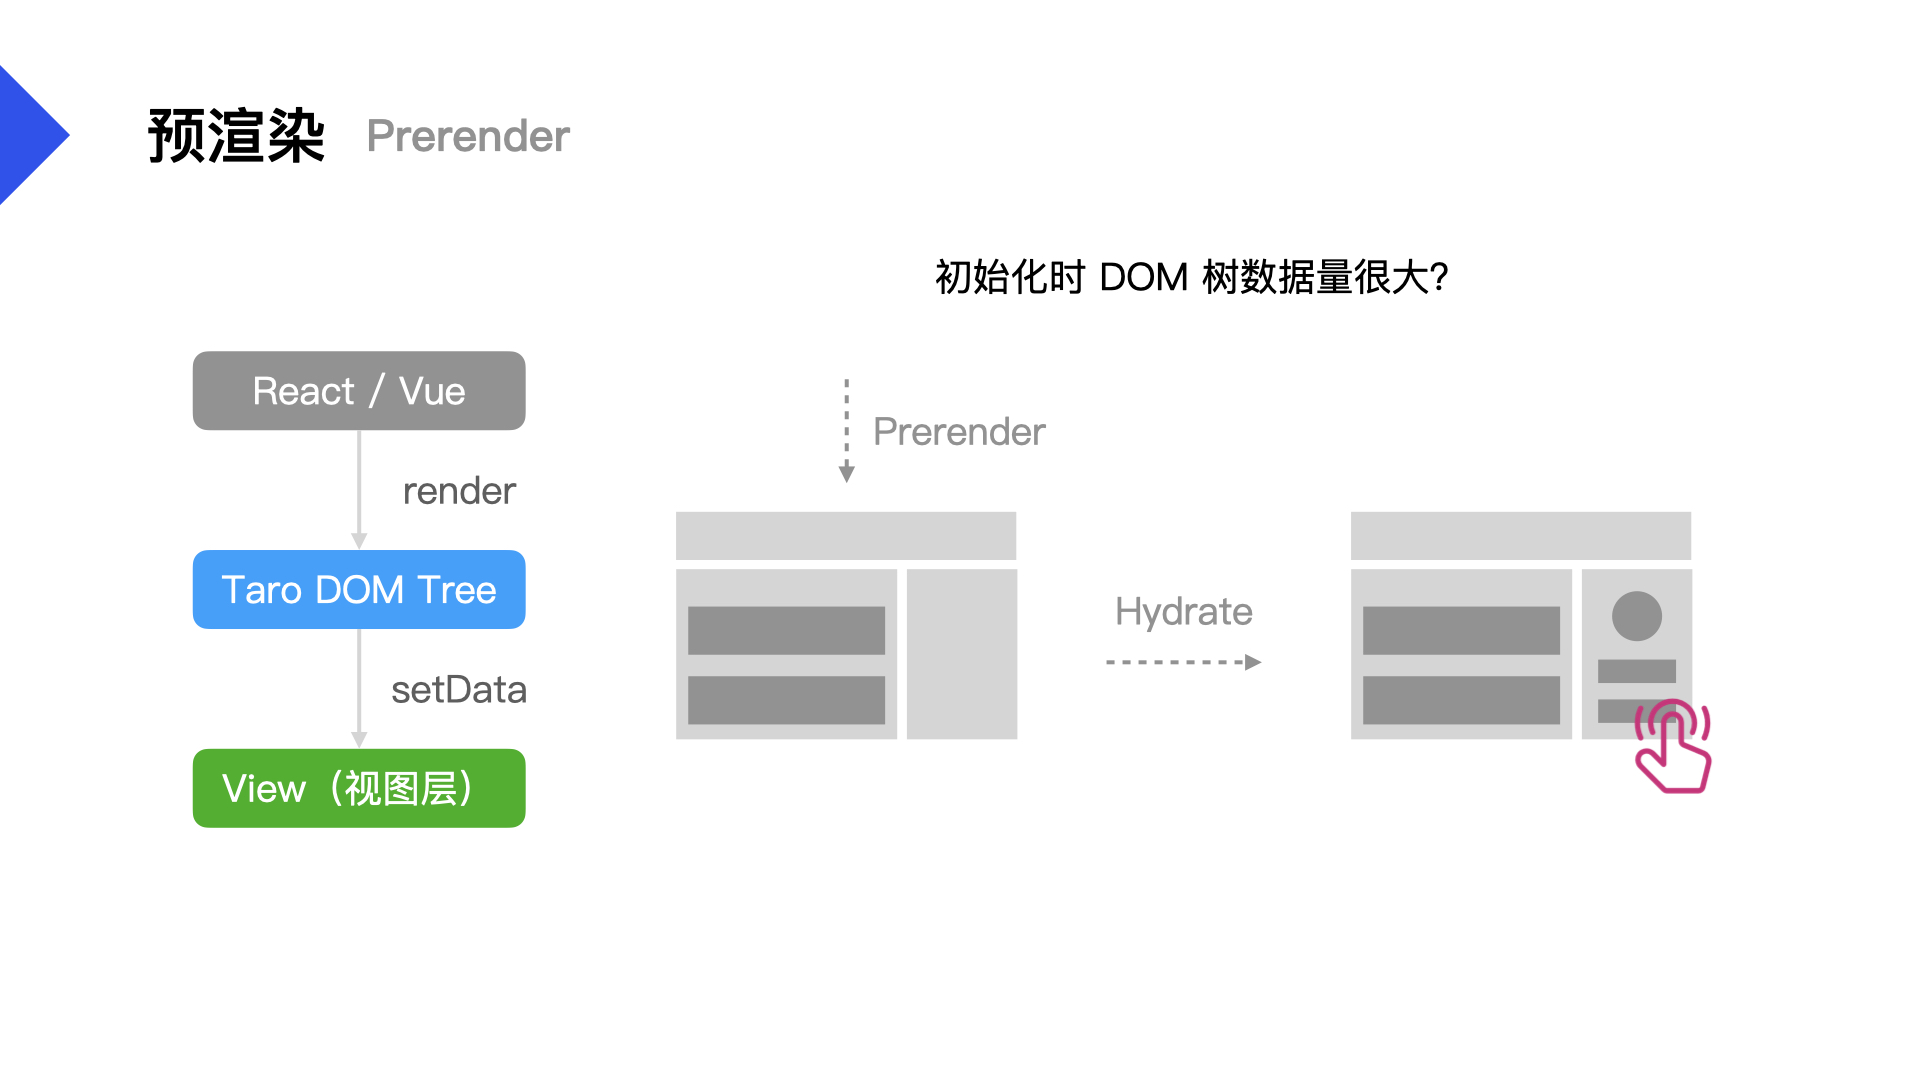 预渲染 Prerender
初始化时 DOM 树数据量很大?
React / Vue
render
Taro DOM Tree
setData
View（视图层）
Prerender
Hydrate